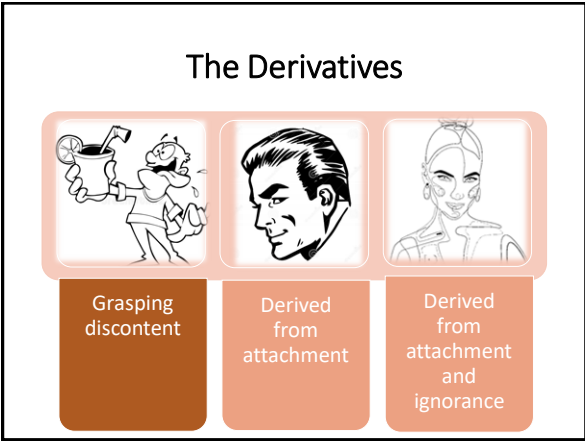 The Derivatives
Grasping
discontent
Derived
from
attachment
Derived
from
attachment
and
ignorance